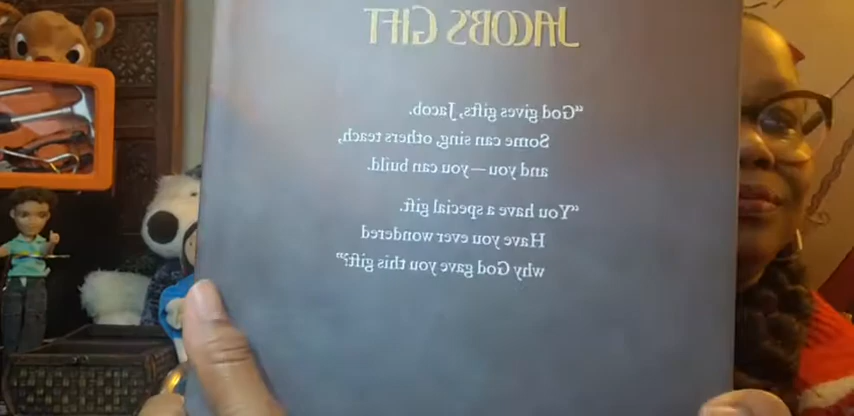 JACOB'S GIFT
“God gives gifts, Jacob.
Some can sing, others teach,
and you—you can build.
“You have a special gift.
Have you ever wondered
why God gave you this gift?”